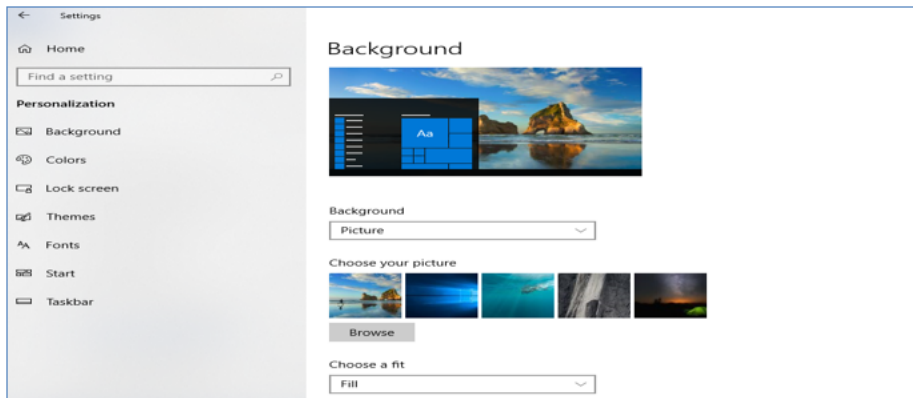 Settings
Home
Find a setting
Personalization
Background
Colors
Lock screen
Themes
Fonts
Start
Taskbar
Background
Aa
Background
Picture
Choose your picture
Browse
Choose a fit
Fill